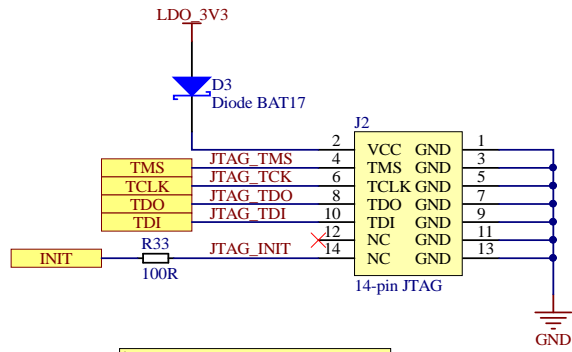 LDO_3V3
D3
Diode BAT17
J2
2 VCC GND 1
TMS JTAG_TMS 4 TMS GND 3
TCLK JTAG_TCK 6 TCLK GND 5
TDO JTAG_TDO 8 TDO GND 7
TDI JTAG_TDI 10 TDI GND 9
12 NC GND 11
INIT R33 JTAG_INIT 14 NC GND 13
100R
14-pin JTAG
GND